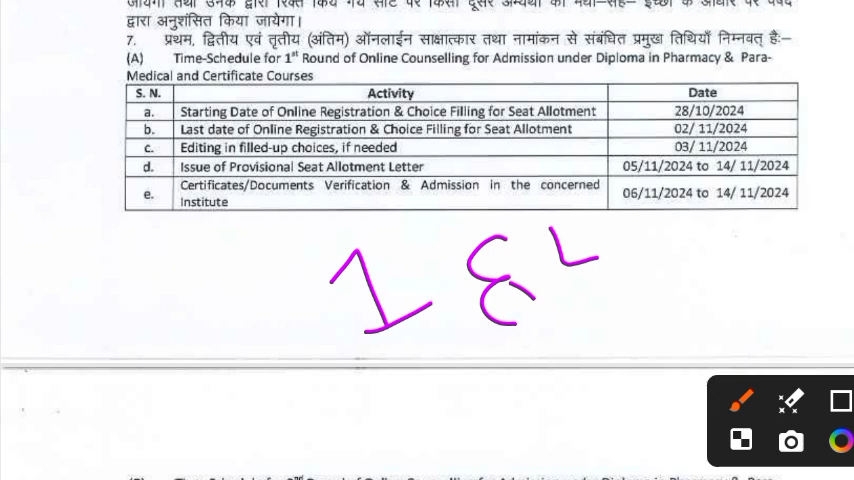 द्वारा अनुशंसित किया जायेगा।
7. प्रथम, द्वितीय एवं तृतीय (अंतिम) ऑनलाईन साक्षात्कार तथा नामांकन से संबंधित प्रमुख तिथियाँ निम्नवत् है:–
(A) Time-Schedule for 1st Round of Online Counselling for Admission under Diploma in Pharmacy & Para-
Medical and Certificate Courses
S. N. Activity Date
a. Starting Date of Online Registration & Choice Filling for Seat Allotment 28/10/2024
b. Last date of Online Registration & Choice Filling for Seat Allotment 02/ 11/2024
c. Editing in filled-up choices, if needed 03/ 11/2024
d. Issue of Provisional Seat Allotment Letter 05/11/2024 to 14/ 11/2024
e. Certificates/Documents Verification & Admission in the concerned
Institute 06/11/2024 to 14/ 11/2024
1